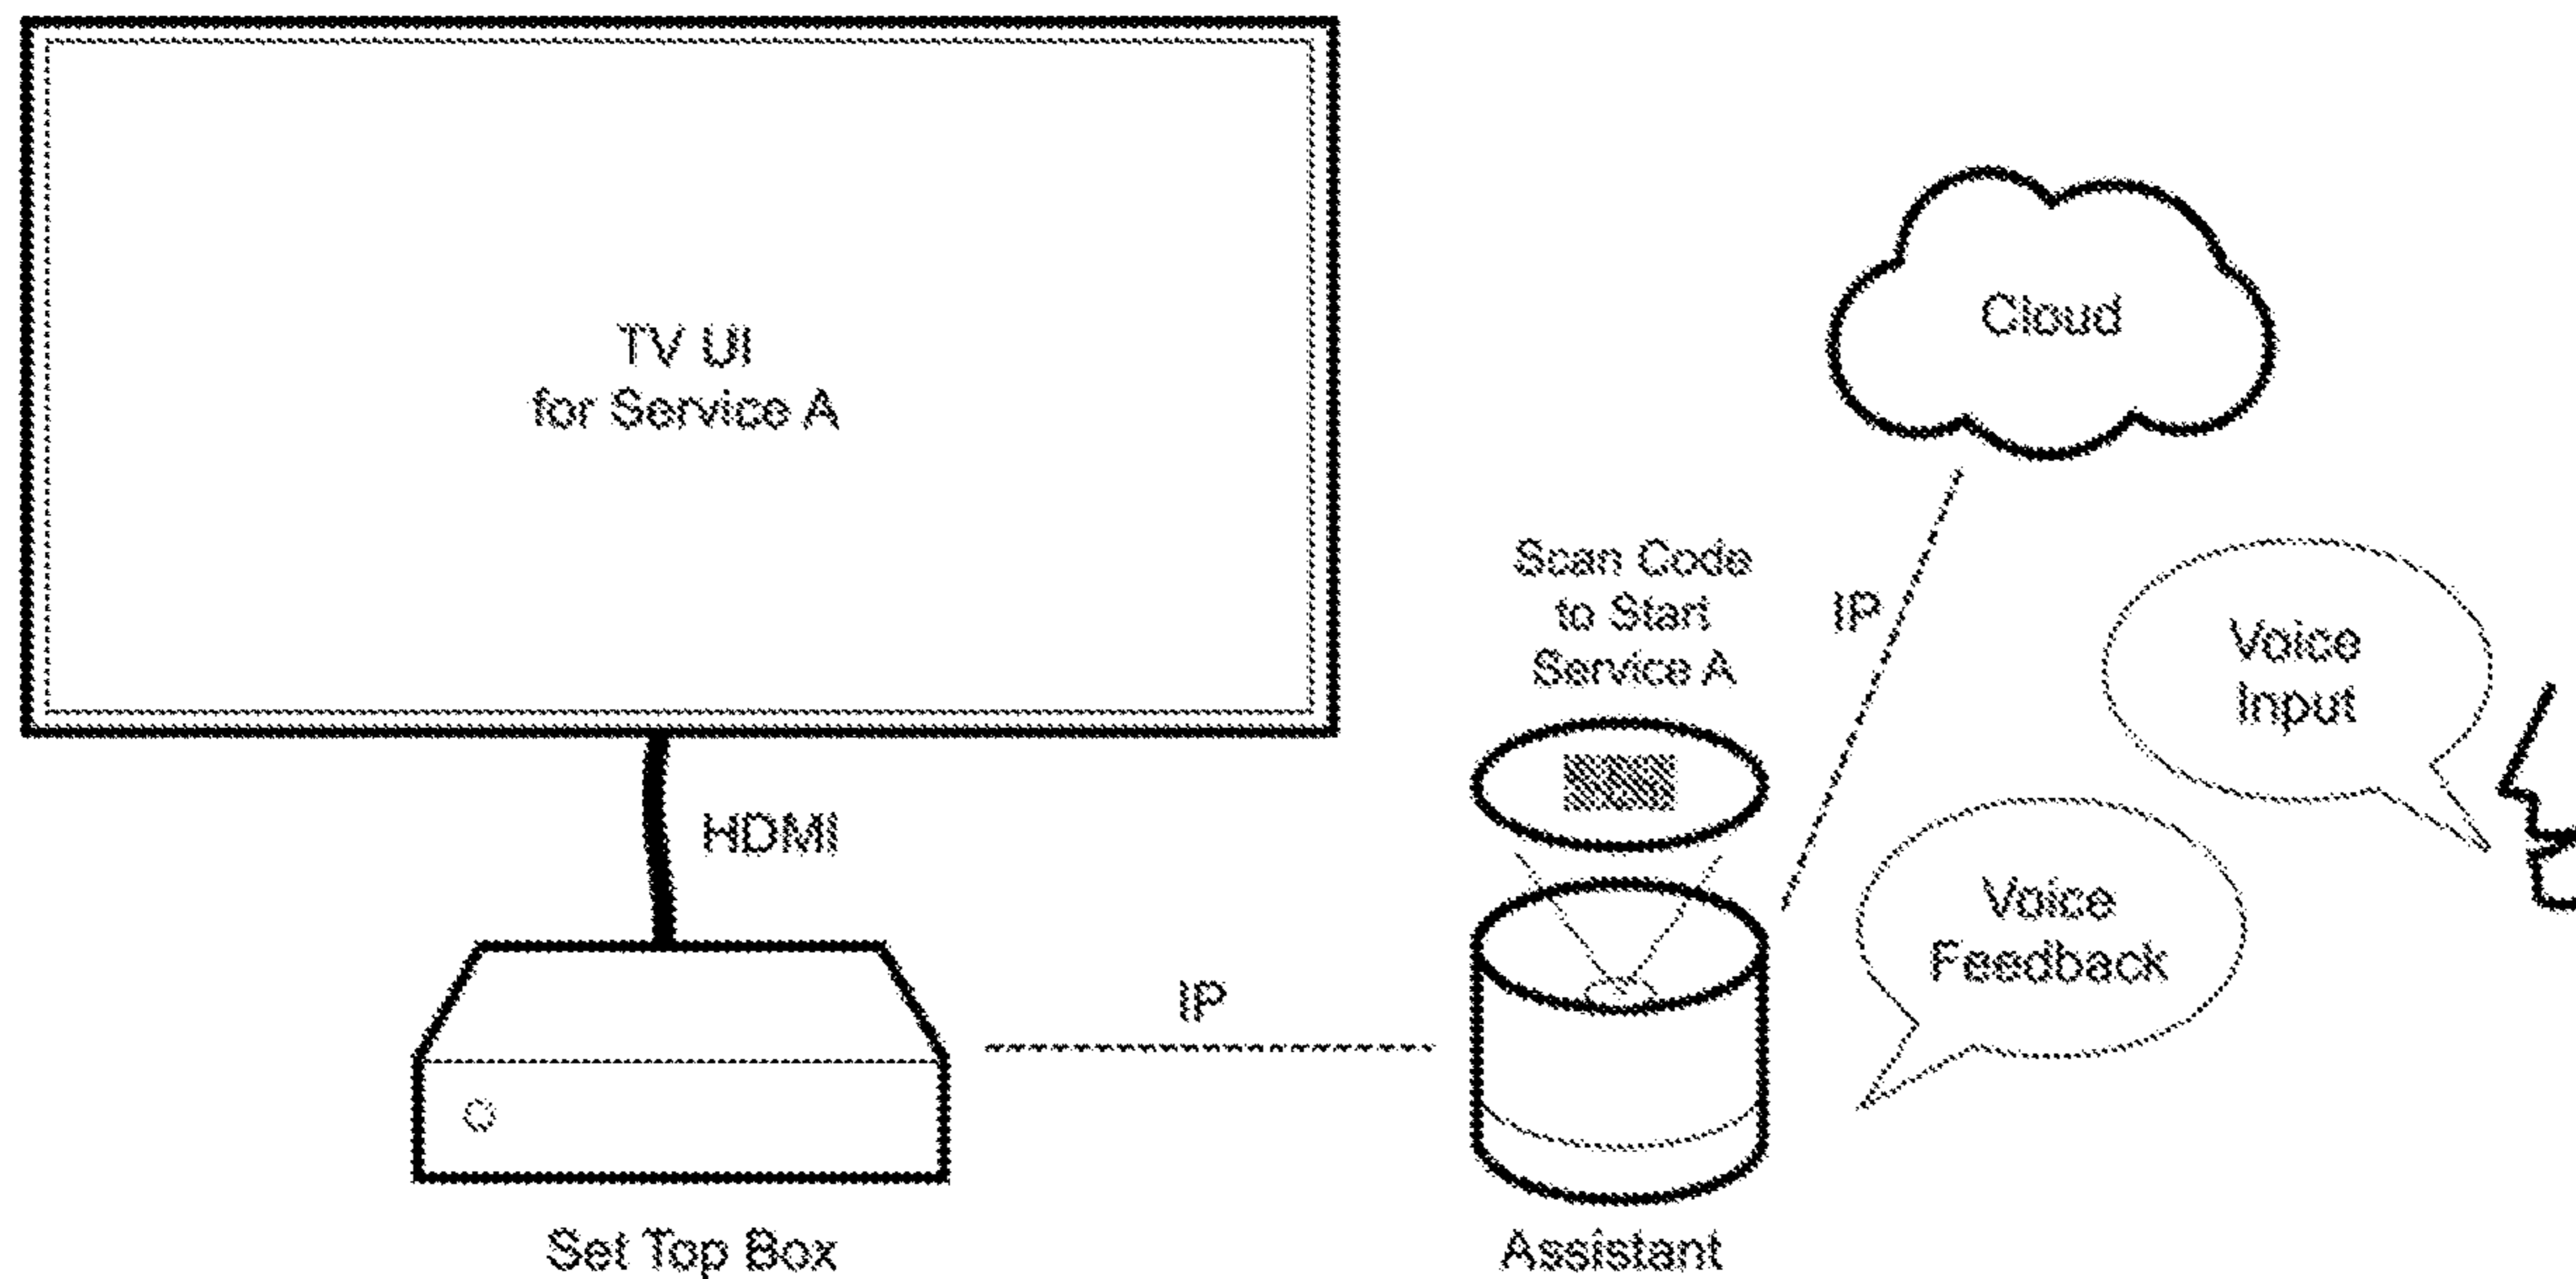 TV UI
for Service A
Cloud
Scan Code
to Start
Service A
IP
Voice
Input
HDMI
Voice
Feedback
IP
Set Top Box
Assistant